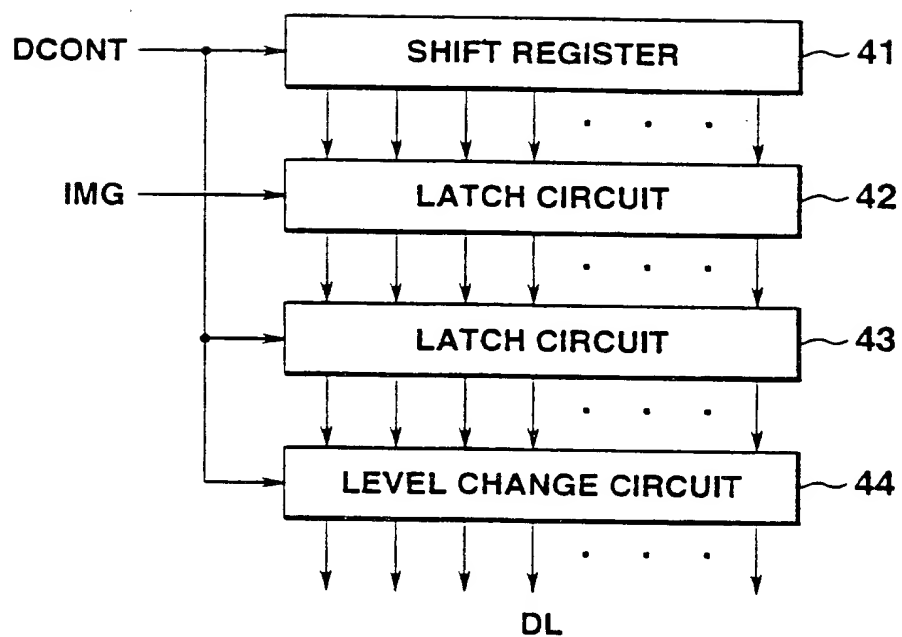 DCONT
SHIFT REGISTER
41
IMG
LATCH CIRCUIT
42
LATCH CIRCUIT
43
LEVEL CHANGE CIRCUIT
44
DL